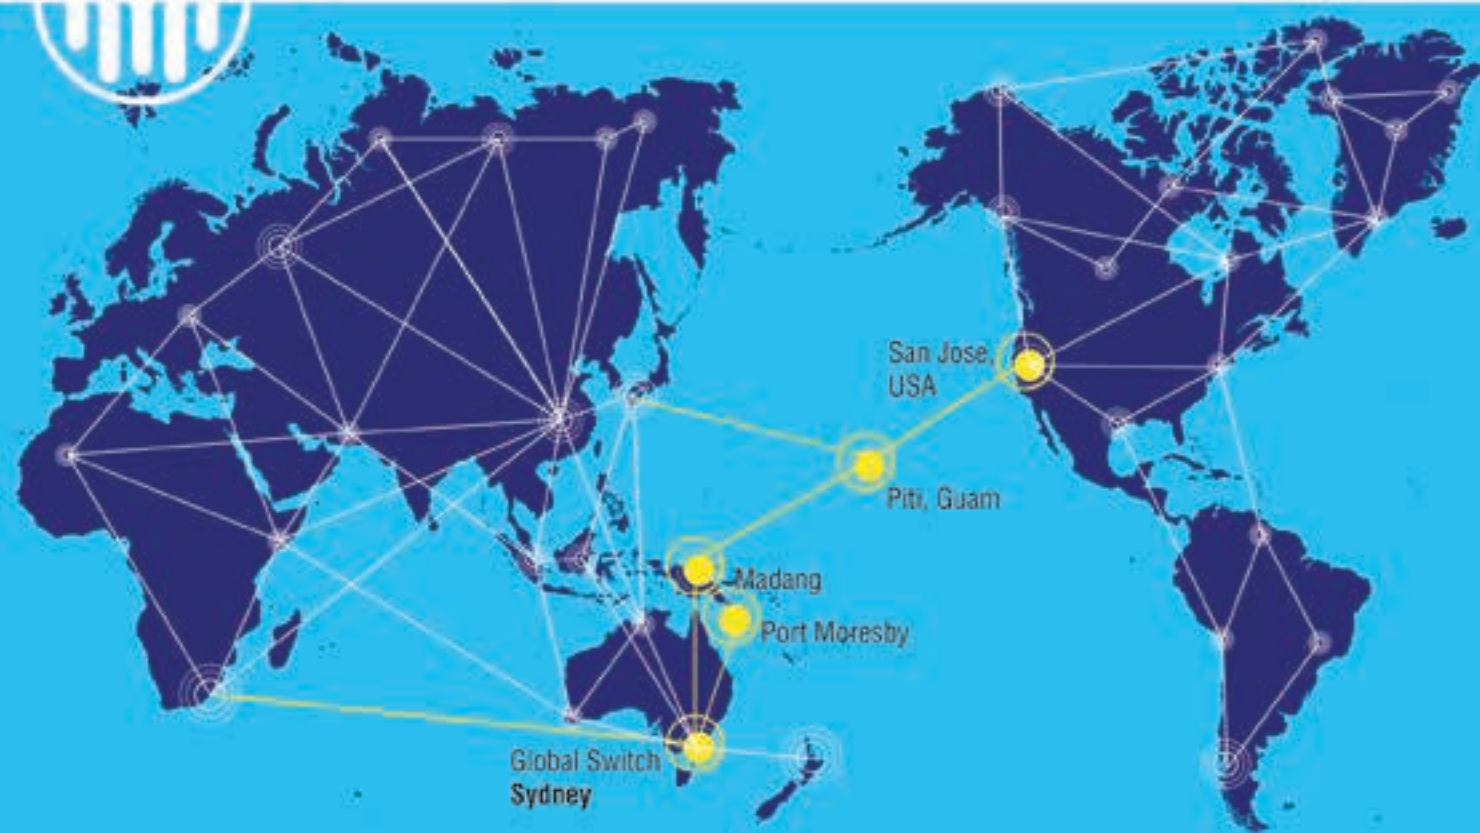 San Jose,
USA
Piti, Guam
Madang
Port Moresby
Global Switch
Sydney